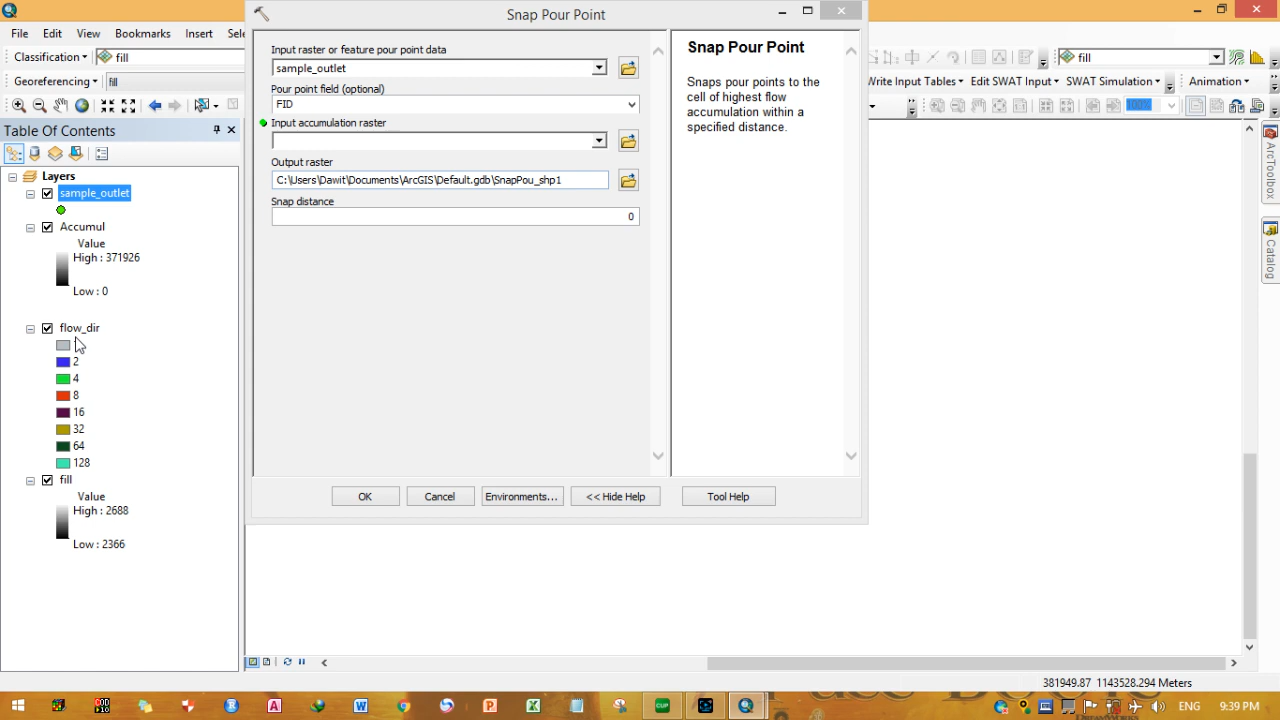 Snap Pour Point
File Edit View Bookmarks Insert Sele
Classification fill
Georeferencing fill
Table Of Contents
Layers
sample_outlet
Accumul
Value
High : 371926
Low : 0
flow_dir
2
4
8
16
32
64
128
fill
Value
High : 2688
Low : 2366
Input raster or feature pour point data
sample_outlet
Pour point field (optional)
FID
Input accumulation raster
Output raster
C:\Users\Dawit\Documents\ArcGIS\Default.gdb\SnapPou_shp1
Snap distance
0
OK Cancel Environments... << Hide Help Tool Help
Snap Pour Point
Snaps pour points to the
cell of highest flow
accumulation within a
specified distance.
fill
Write Input Tables Edit SWAT Input SWAT Simulation Animation
100%
ArcToolbox
Catalog
381949.87 1143528.294 Meters
ENG 9:39 PM